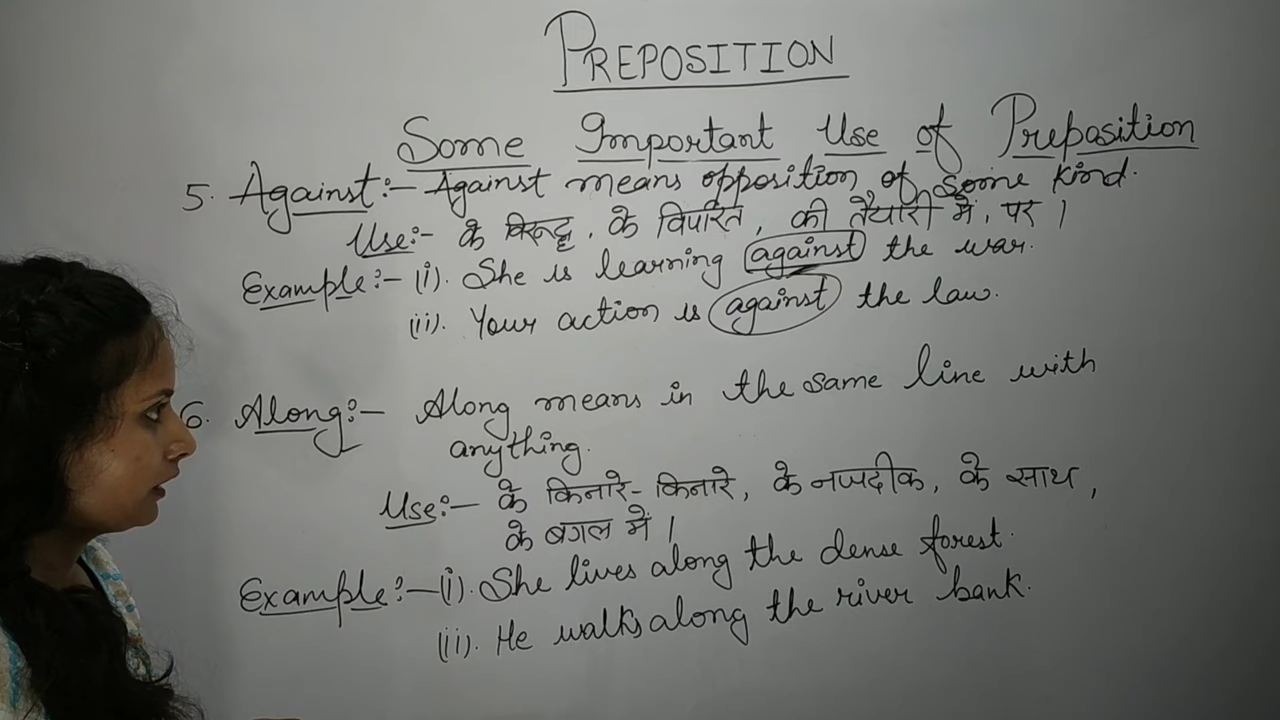 PREPOSITION
Some Important Use of Preposition
5. Against:- Against means opposition of some kind.
Use:- के विरूद्ध, के विपरित, की तैयारी में, पर।
Example:- (i). She is learning against the war.
(ii). Your action is against the law.
6. Along:- Along means in the same line with
anything.
Use:- के किनारे-किनारे, के नजदीक, के साथ,
के बगल में।
Example:- (i). She lives along the dense forest.
(ii). He walks along the river bank.